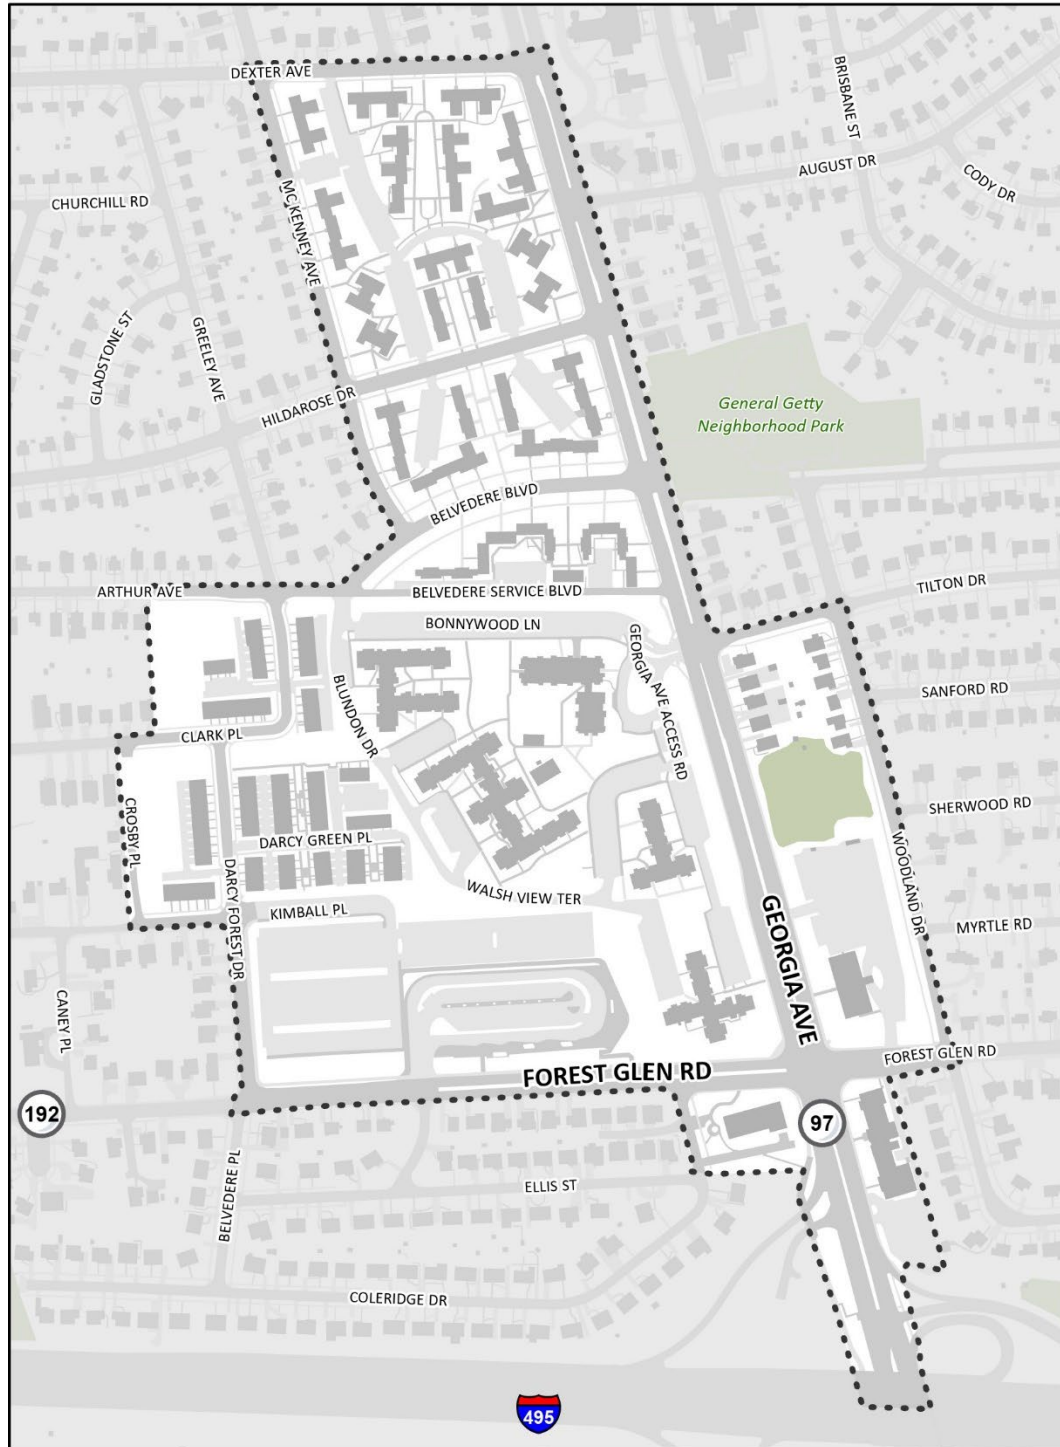 DEXTER AVE
BRISBANE ST
AUGUST DR
CODY DR
CHURCHILL RD
MC KENNEY AVE
GLADSTONE ST
GREELEY AVE
HILDAROSE DR
General Getty
Neighborhood Park
BELVEDERE BLVD
ARTHUR AVE
BELVEDERE SERVICE BLVD
TILTON DR
BONNYWOOD LN
GEORGIA AVE ACCESS RD
BLUNDON DR
SANFORD RD
CLARK PL
CROSBY PL
SHERWOOD RD
DARCY GREEN PL
WOODLAND DR
DARCY FOREST DR
WALSH VIEW TER
KIMBALL PL
GEORGIA AVE
MYRTLE RD
CANEY PL
FOREST GLEN RD
FOREST GLEN RD
192
97
BELVEDERE PL
ELLIS ST
COLERIDGE DR
495